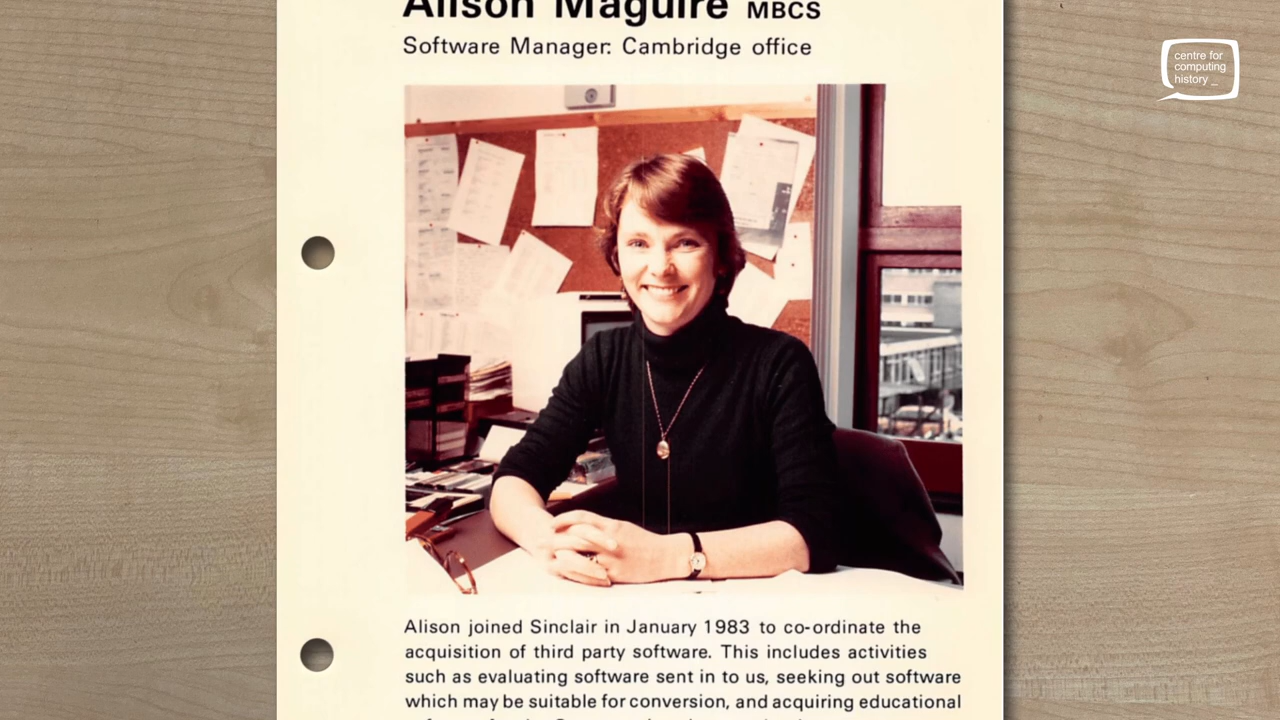 Alison Maguire MBCS
Software Manager: Cambridge office
centre for
computing
history _
Alison joined Sinclair in January 1983 to co-ordinate the
acquisition of third party software. This includes activities
such as evaluating software sent in to us, seeking out software
which may be suitable for conversion, and acquiring educational